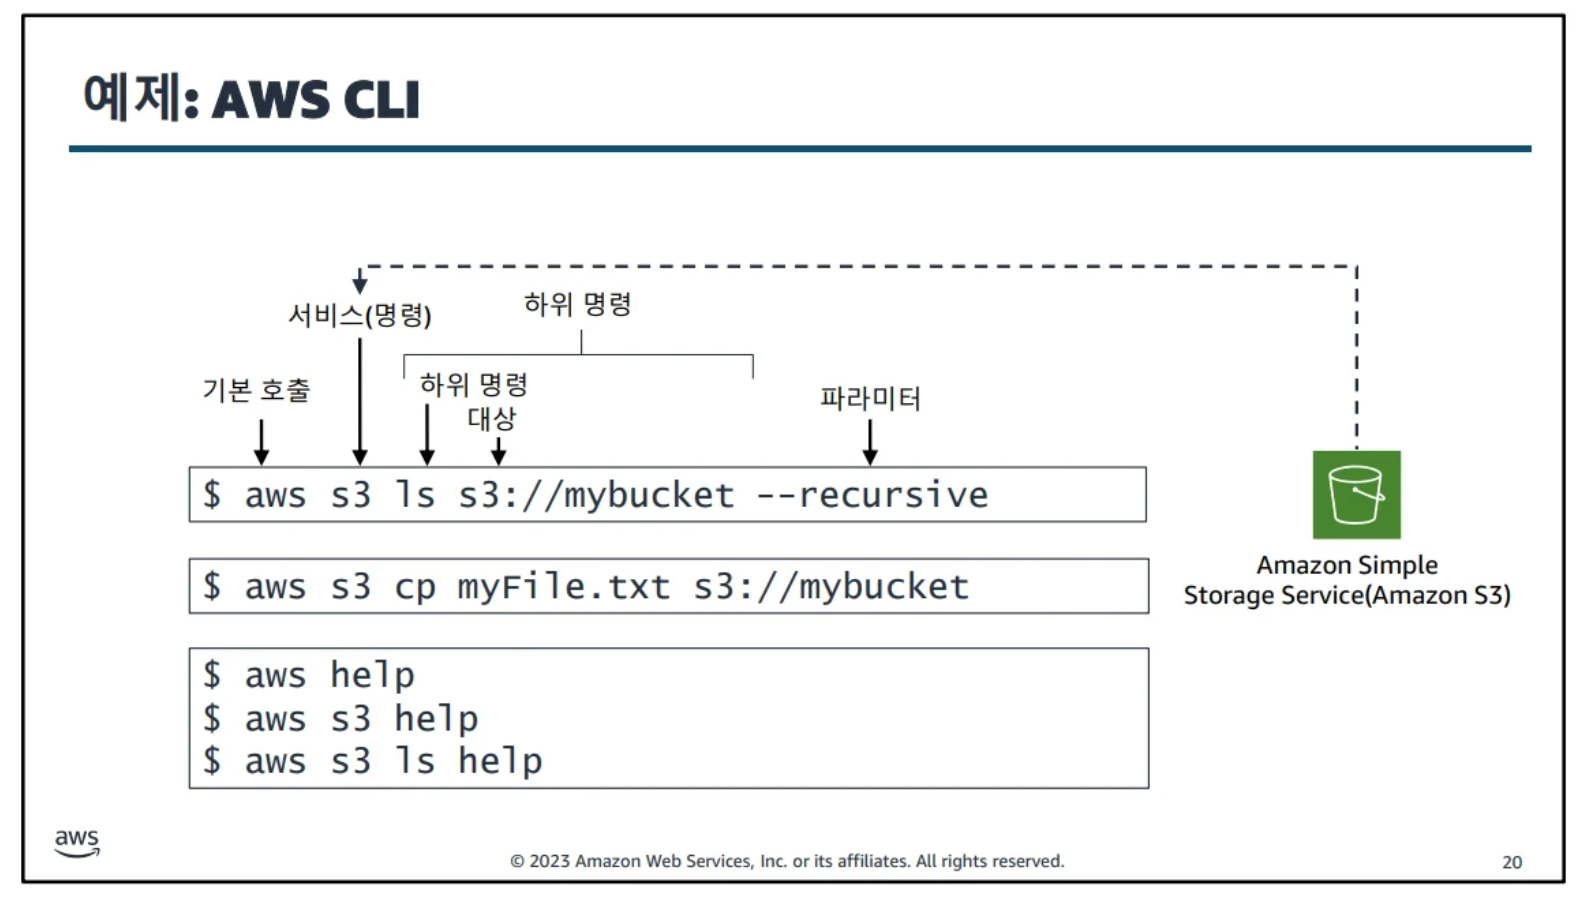 예제: AWS CLI
서비스(명령)
하위 명령
기본 호출
하위 명령
대상
파라미터
$ aws s3 ls s3://mybucket --recursive
$ aws s3 cp myFile.txt s3://mybucket
$ aws help
$ aws s3 help
$ aws s3 ls help
Amazon Simple
Storage Service(Amazon S3)
aws
© 2023 Amazon Web Services, Inc. or its affiliates. All rights reserved.
20